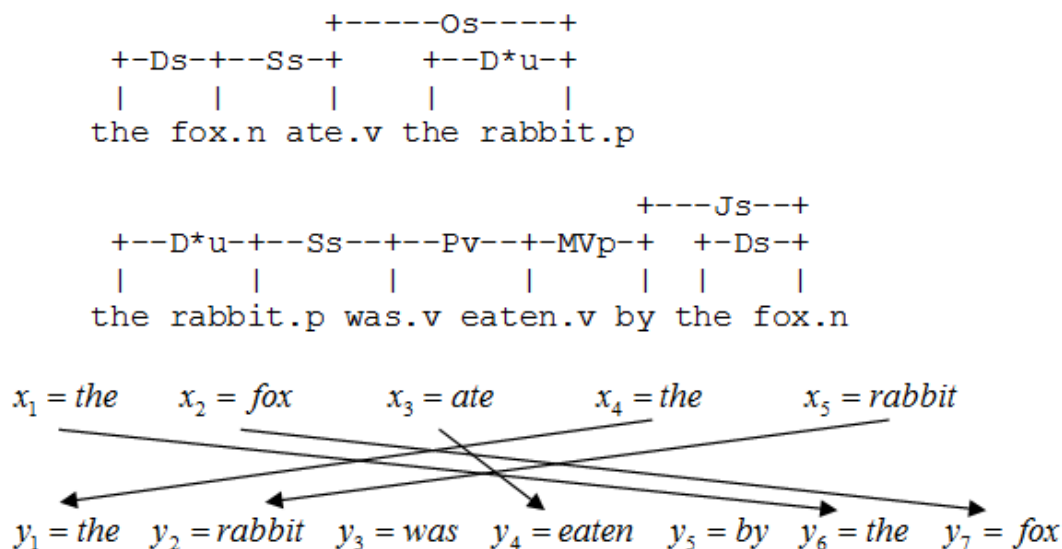 +-----Os----+
+-Ds-+--Ss-+ +--D*u-+
| | | | |
the fox.n ate.v the rabbit.p
+---Js--+
+--D*u-+--Ss--+--Pv--+-MVp-+ +-Ds-+
| | | | | | |
the rabbit.p was.v eaten.v by the fox.n
x₁ = the x₂ = fox x₃ = ate x₄ = the x₅ = rabbit
y₁ = the y₂ = rabbit y₃ = was y₄ = eaten y₅ = by y₆ = the y₇ = fox